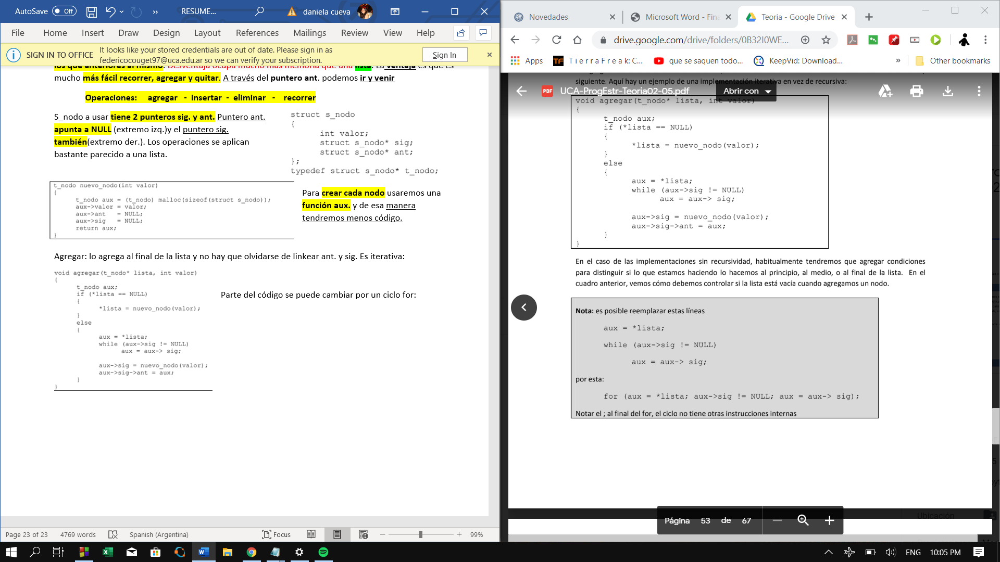 AutoSave Off RESUME... daniela cueva
File Home Insert Draw Design Layout References Mailings Review View Help
SIGN IN TO OFFICE It looks like your stored credentials are out of date. Please sign in as
federicocouget97@uca.edu.ar so we can verify your subscription.
Sign In
los que anteriores al mismo. Desventaja ocupa mucho más memoria que una lista. La ventaja es que es
mucho más fácil recorrer, agregar y quitar. A través del puntero ant. podemos ir y venir
Operaciones: agregar - insertar - eliminar - recorrer
S_nodo a usar tiene 2 punteros sig. y ant. Puntero ant.
apunta a NULL (extremo izq.)y el puntero sig.
también(extremo der.). Los operaciones se aplican
bastante parecido a una lista.
struct s_nodo
{
int valor;
struct s_nodo* sig;
struct s_nodo* ant;
};
typedef struct s_nodo* t_nodo;
t_nodo nuevo_nodo(int valor)
{
t_nodo aux = (t_nodo) malloc(sizeof(struct s_nodo));
aux->valor = valor;
aux->ant = NULL;
aux->sig = NULL;
return aux;
}
Para crear cada nodo usaremos una
función aux. y de esa manera
tendremos menos código.
Agregar: lo agrega al final de la lista y no hay que olvidarse de linkear ant. y sig. Es iterativa:
void agregar(t_nodo* lista, int valor)
{
t_nodo aux;
if (*lista == NULL)
{
*lista = nuevo_nodo(valor);
}
else
{
aux = *lista;
while (aux->sig != NULL)
aux = aux-> sig;
aux->sig = nuevo_nodo(valor);
aux->sig->ant = aux;
}
}
Parte del código se puede cambiar por un ciclo for:
Page 23 of 23 4769 words Spanish (Argentina) Focus 99%
Novedades Microsoft Word - Fina Teoria - Google Drive
drive.google.com/drive/folders/0B32I0WE...
Apps T i e r r a F r e a k: C... que se saquen todo... KeepVid: Download... » Other bookmarks
siguiente. Aquí hay un ejemplo de una implementación iterativa en vez de recursiva:
PDF UCA-ProgEstr-Teoria02-05.pdf Abrir con
void agregar(t_nodo* lista, int valor)
{
t_nodo aux;
if (*lista == NULL)
{
*lista = nuevo_nodo(valor);
}
else
{
aux = *lista;
while (aux->sig != NULL)
aux = aux-> sig;
aux->sig = nuevo_nodo(valor);
aux->sig->ant = aux;
}
}
En el caso de las implementaciones sin recursividad, habitualmente tendremos que agregar condiciones
para distinguir si lo que estamos haciendo lo hacemos al principio, al medio, o al final de la lista. En el
cuadro anterior, vemos cómo debemos controlar si la lista está vacía cuando agregamos un nodo.
Nota: es posible reemplazar estas líneas
aux = *lista;
while (aux->sig != NULL)
aux = aux-> sig;
por esta:
for (aux = *lista; aux->sig != NULL; aux = aux-> sig);
Notar el ; al final del for, el ciclo no tiene otras instrucciones internas
Página 53 de 67
Ubicación
ENG 10:05 PM